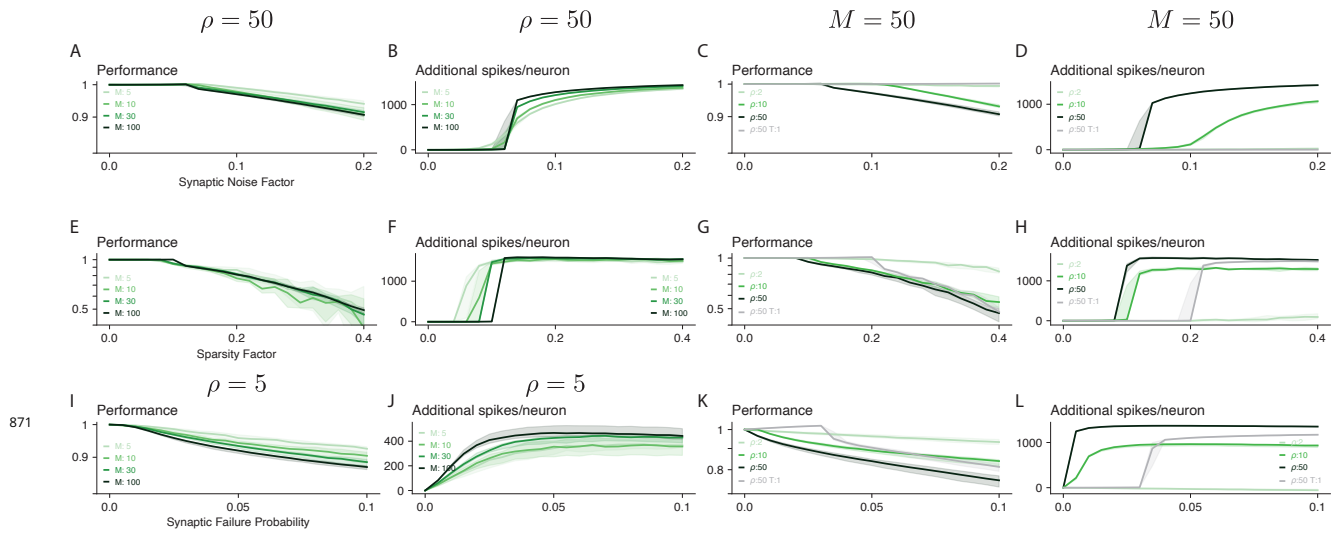 ρ = 50
ρ = 50
M = 50
M = 50
A
Performance
1
0.9
M: 5
M: 10
M: 30
M: 100
0.0
0.1
0.2
Synaptic Noise Factor
B
Additional spikes/neuron
1000
0
M: 5
M: 10
M: 30
M: 100
0.0
0.1
0.2
C
Performance
1
0.9
ρ:2
ρ:10
ρ:50
ρ:50 T:1
0.0
0.1
0.2
D
Additional spikes/neuron
1000
0
ρ:2
ρ:10
ρ:50
ρ:50 T:1
0.0
0.1
0.2
E
Performance
1
0.5
M: 5
M: 10
M: 30
M: 100
0.0
0.2
0.4
Sparsity Factor
F
Additional spikes/neuron
1000
0
M: 5
M: 10
M: 30
M: 100
0.0
0.2
0.4
G
Performance
1
0.5
ρ:2
ρ:10
ρ:50
ρ:50 T:1
0.0
0.2
0.4
H
Additional spikes/neuron
1000
0
ρ:2
ρ:10
ρ:50
ρ:50 T:1
0.0
0.2
0.4
ρ = 5
ρ = 5
871
I
Performance
1
0.9
M: 5
M: 10
M: 30
M: 100
0.0
0.05
0.1
Synaptic Failure Probability
J
Additional spikes/neuron
400
200
0
M: 5
M: 10
M: 30
M: 100
0.0
0.05
0.1
K
Performance
1
0.8
ρ:2
ρ:10
ρ:50
ρ:50 T:1
0.0
0.05
0.1
L
Additional spikes/neuron
1000
0
ρ:2
ρ:10
ρ:50
ρ:50 T:1
0.0
0.05
0.1